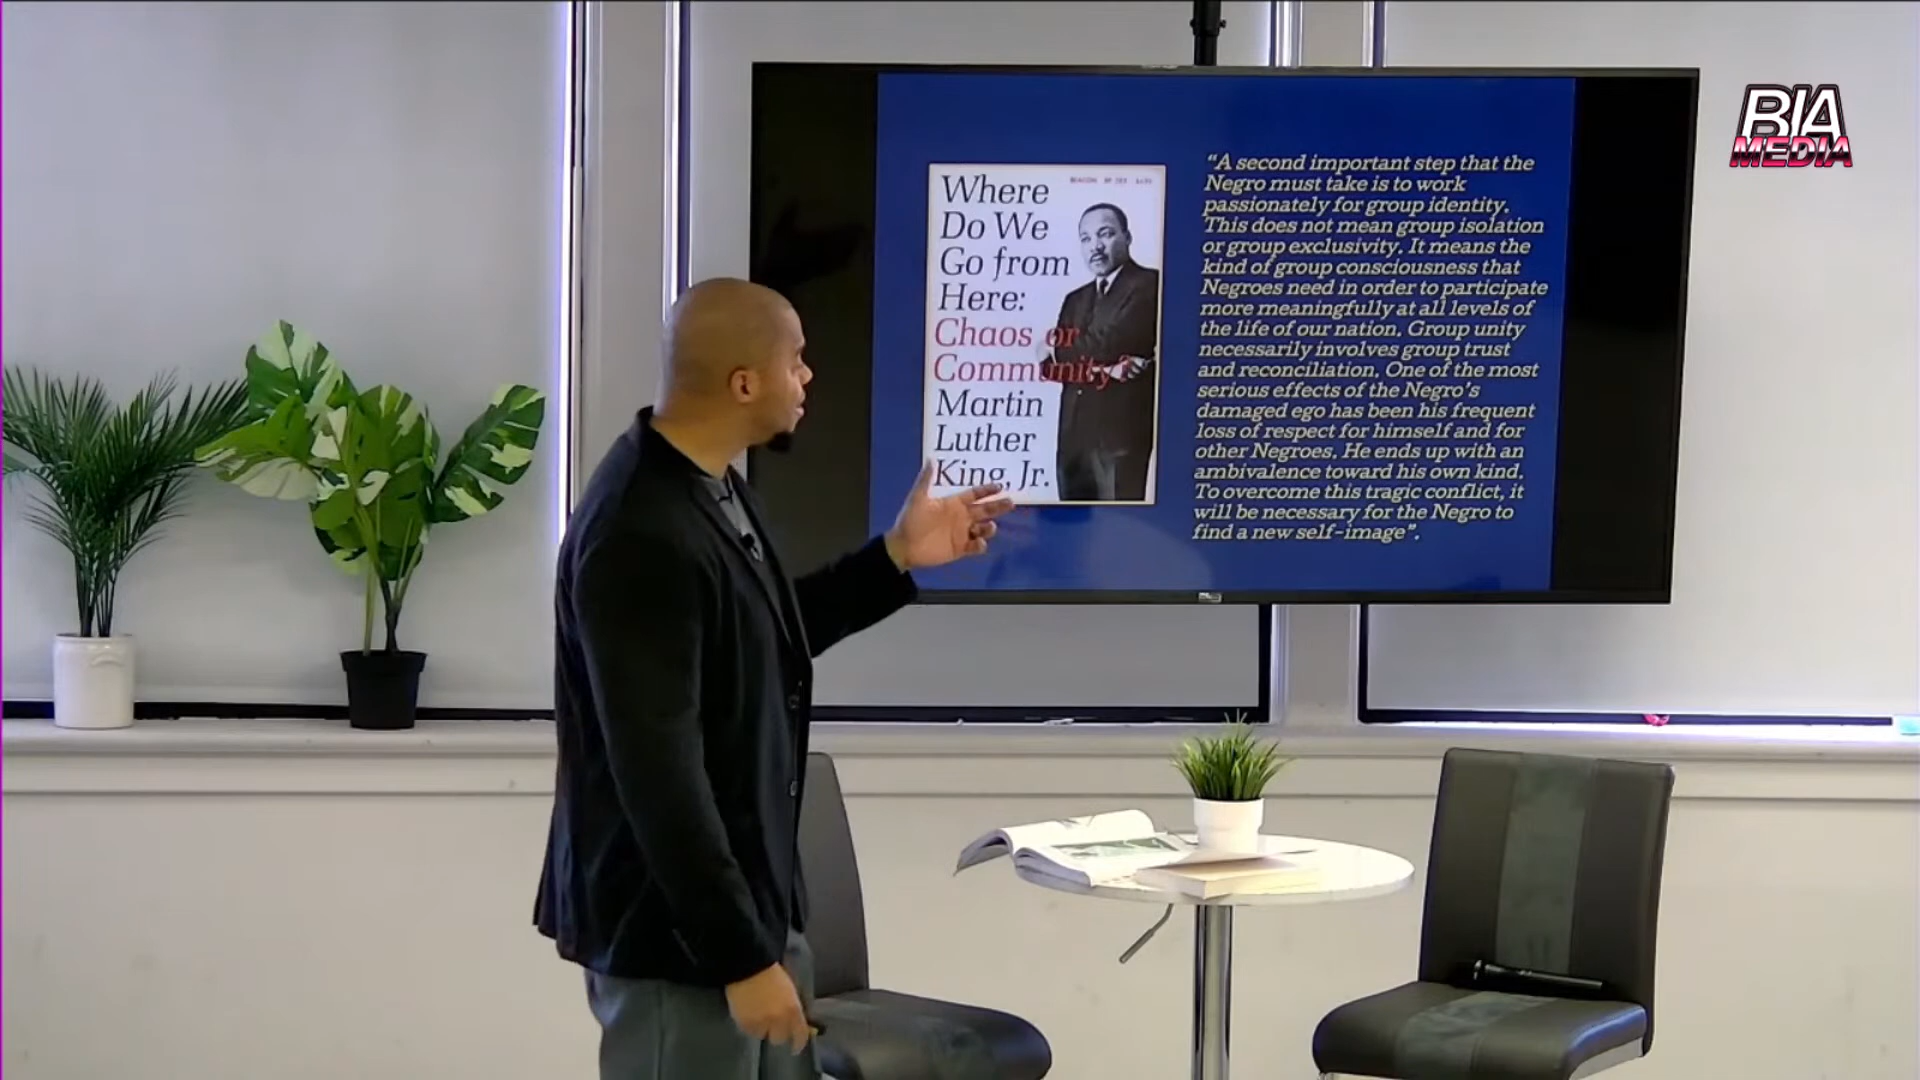 BIA
MEDIA
Where
Do We
Go from
Here:
Chaos or
Community?
Martin
Luther
King, Jr.
“A second important step that the
Negro must take is to work
passionately for group identity.
This does not mean group isolation
or group exclusivity. It means the
kind of group consciousness that
Negroes need in order to participate
more meaningfully at all levels of
the life of our nation. Group unity
necessarily involves group trust
and reconciliation. One of the most
serious effects of the Negro’s
damaged ego has been his frequent
loss of respect for himself and for
other Negroes. He ends up with an
ambivalence toward his own kind.
To overcome this tragic conflict, it
will be necessary for the Negro to
find a new self-image”.